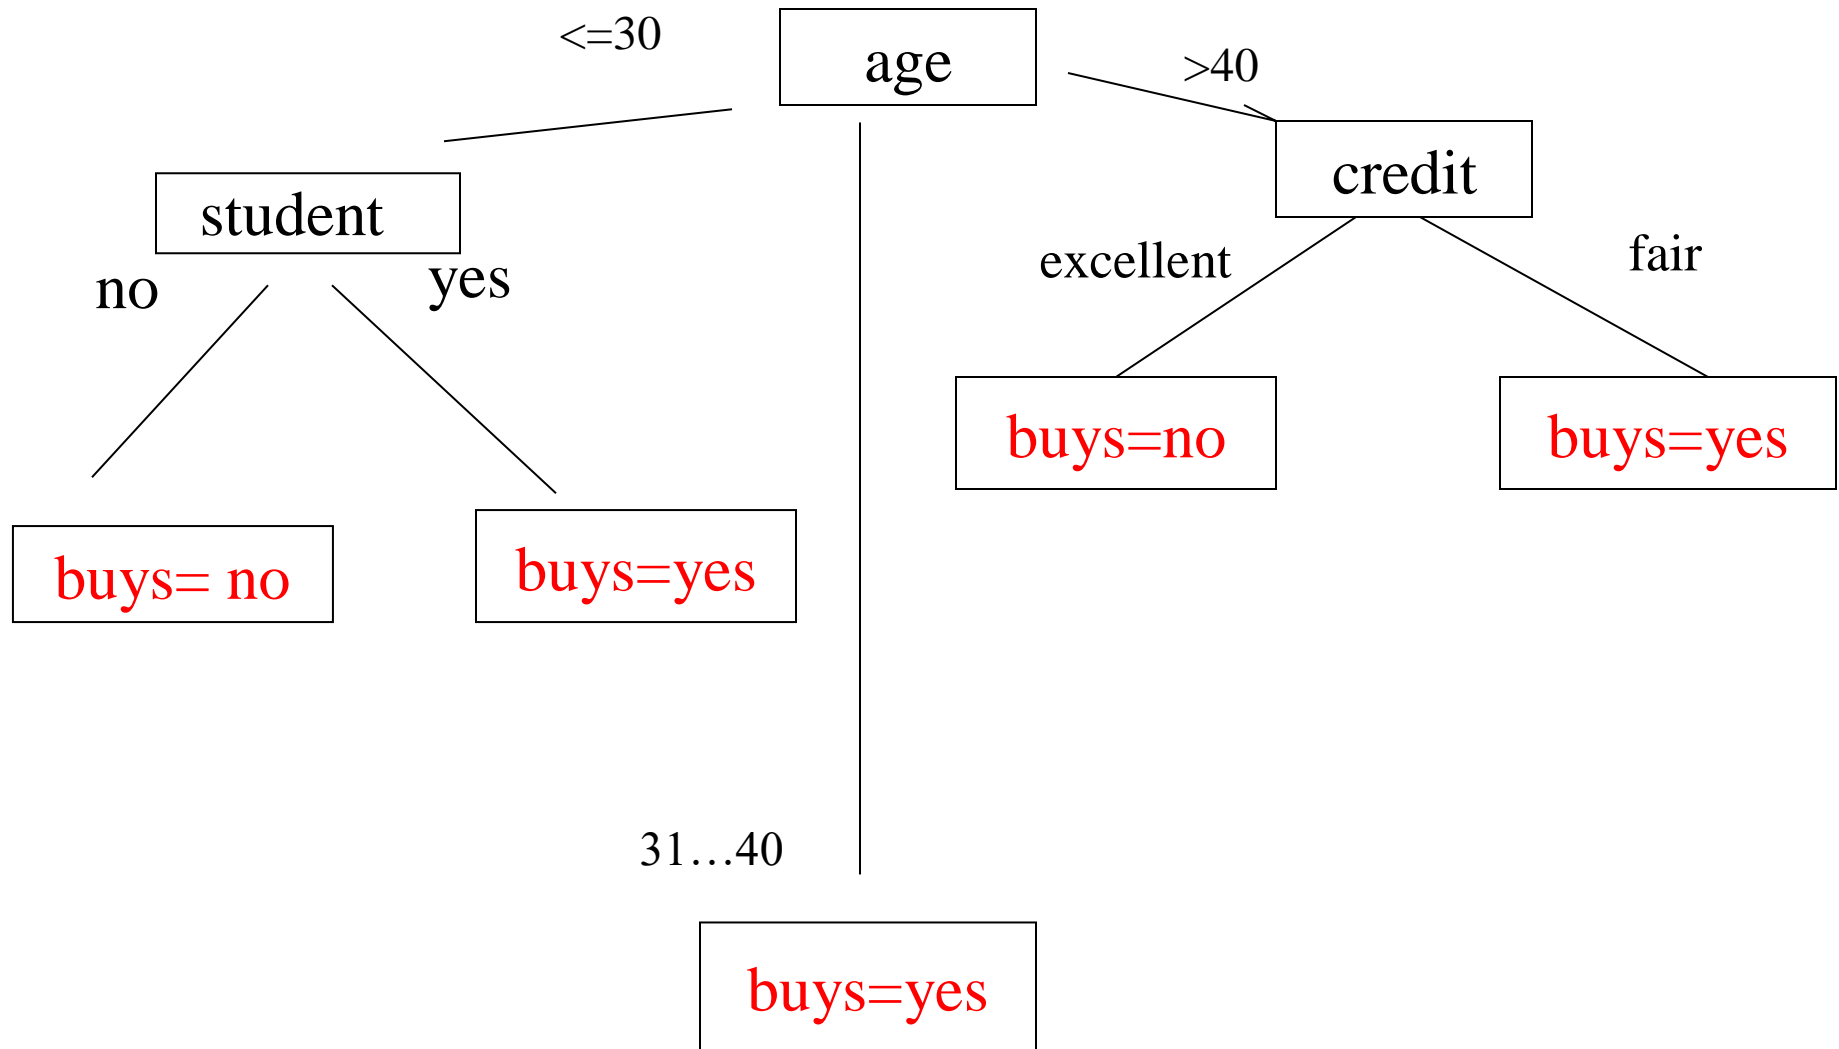 <=30
age
>40
credit
student
excellent
fair
no
yes
buys=no
buys=yes
buys= no
buys=yes
31…40
buys=yes